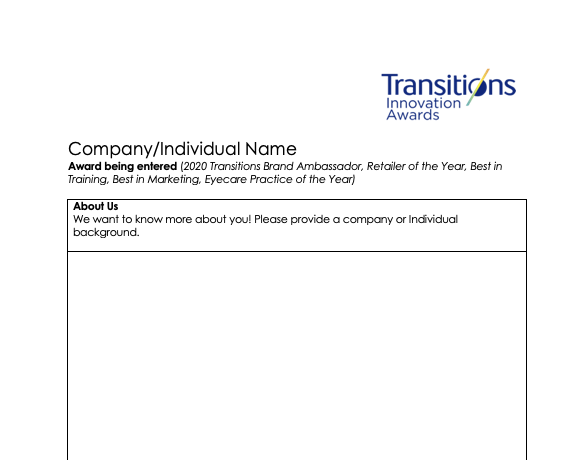 Transitions
Innovation
Awards
Company/Individual Name
Award being entered (2020 Transitions Brand Ambassador, Retailer of the Year, Best in
Training, Best in Marketing, Eyecare Practice of the Year)
About Us
We want to know more about you! Please provide a company or Individual
background.